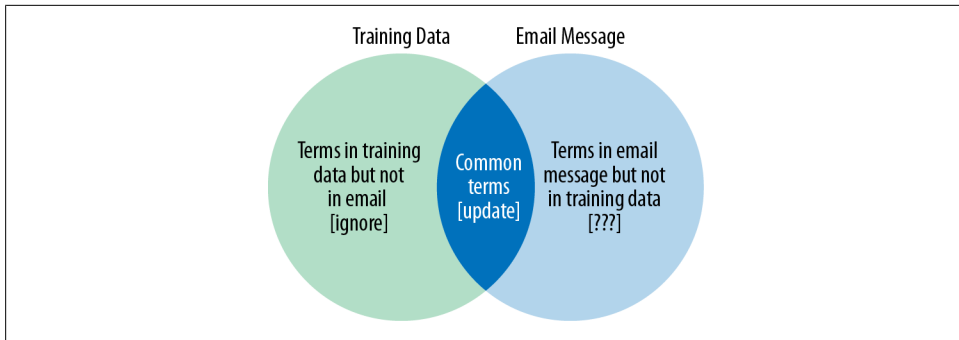 Training Data
Email Message
Terms in training
data but not
in email
[ignore]
Common
terms
[update]
Terms in email
message but not
in training data
[???]